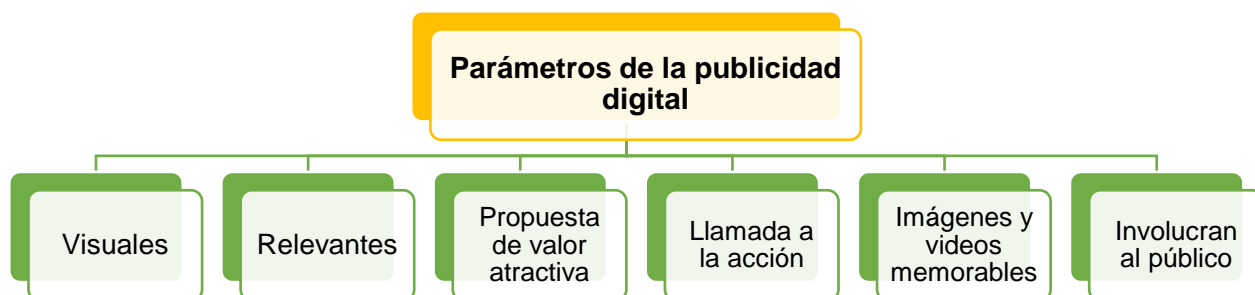 Parámetros de la publicidad
digital
Visuales
Relevantes
Propuesta
de valor
atractiva
Llamada a
la acción
Imágenes y
videos
memorables
Involucran
al público